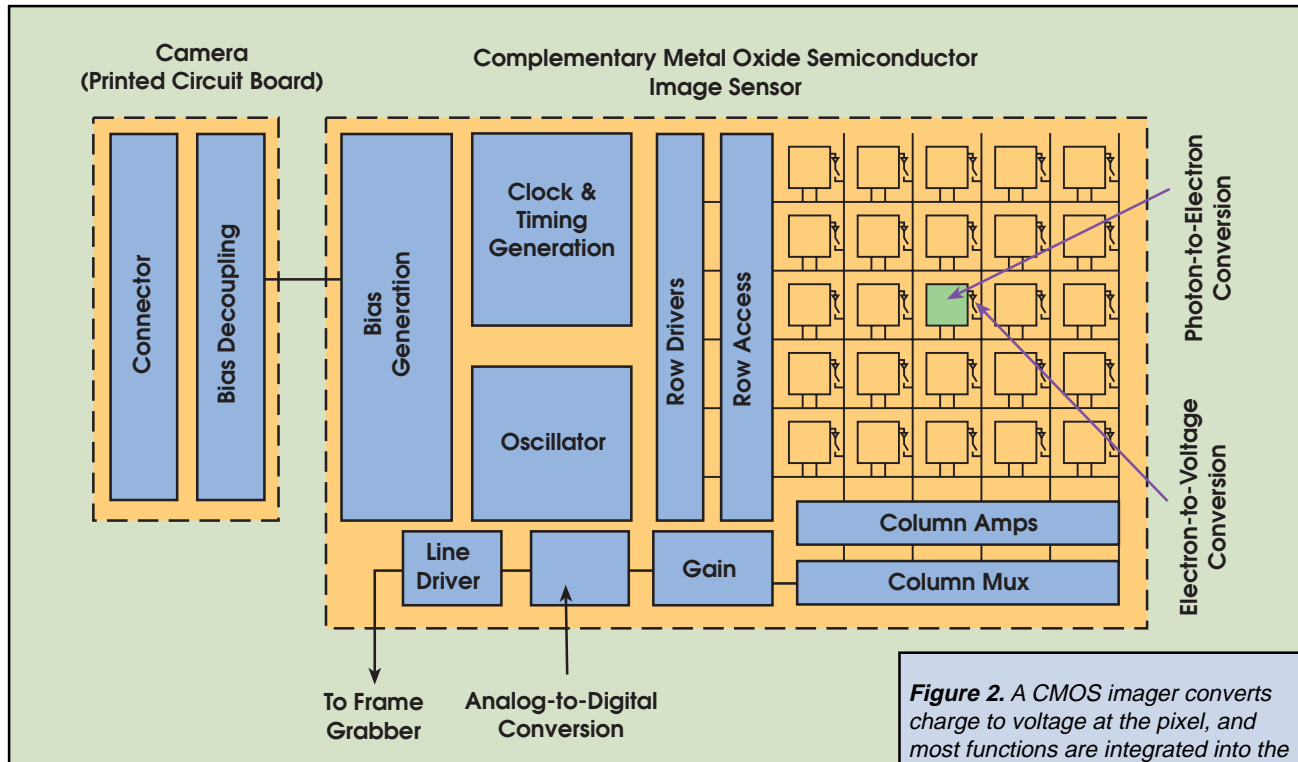 Camera
(Printed Circuit Board)
Complementary Metal Oxide Semiconductor
Image Sensor
Connector
Bias Decoupling
Bias
Generation
Clock &
Timing
Generation
Oscillator
Row Drivers
Row Access
Photon-to-Electron
Conversion
Electron-to-Voltage
Conversion
Column Amps
Column Mux
Gain
Line
Driver
To Frame
Grabber
Analog-to-Digital
Conversion
Figure 2. A CMOS imager converts
charge to voltage at the pixel, and
most functions are integrated into the